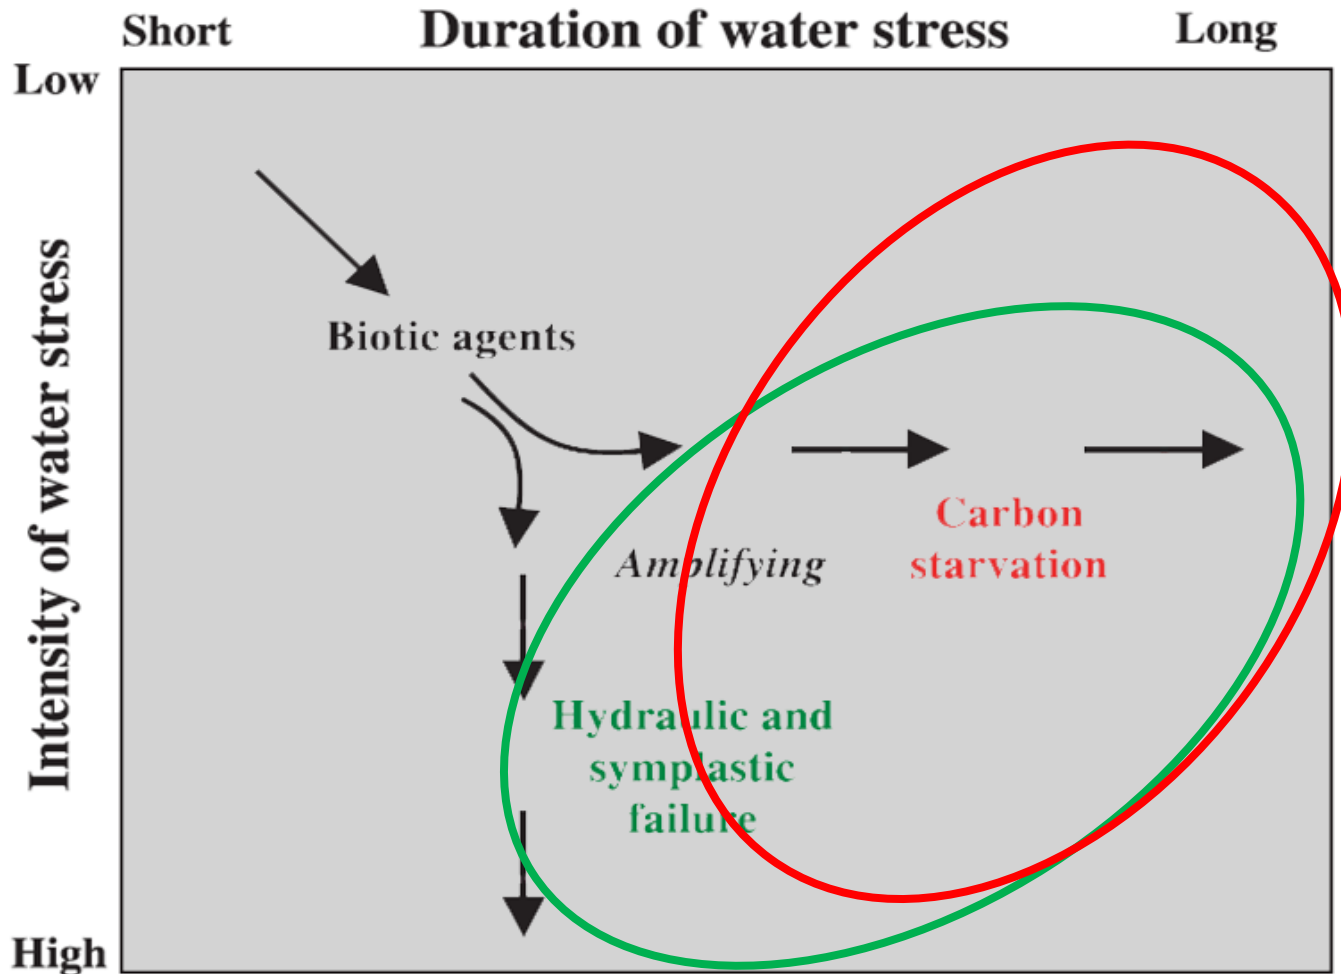 Short Duration of water stress Long
Low
Intensity of water stress
Biotic agents
Amplifying
Carbon
starvation
Hydraulic and
symplastic
failure
High